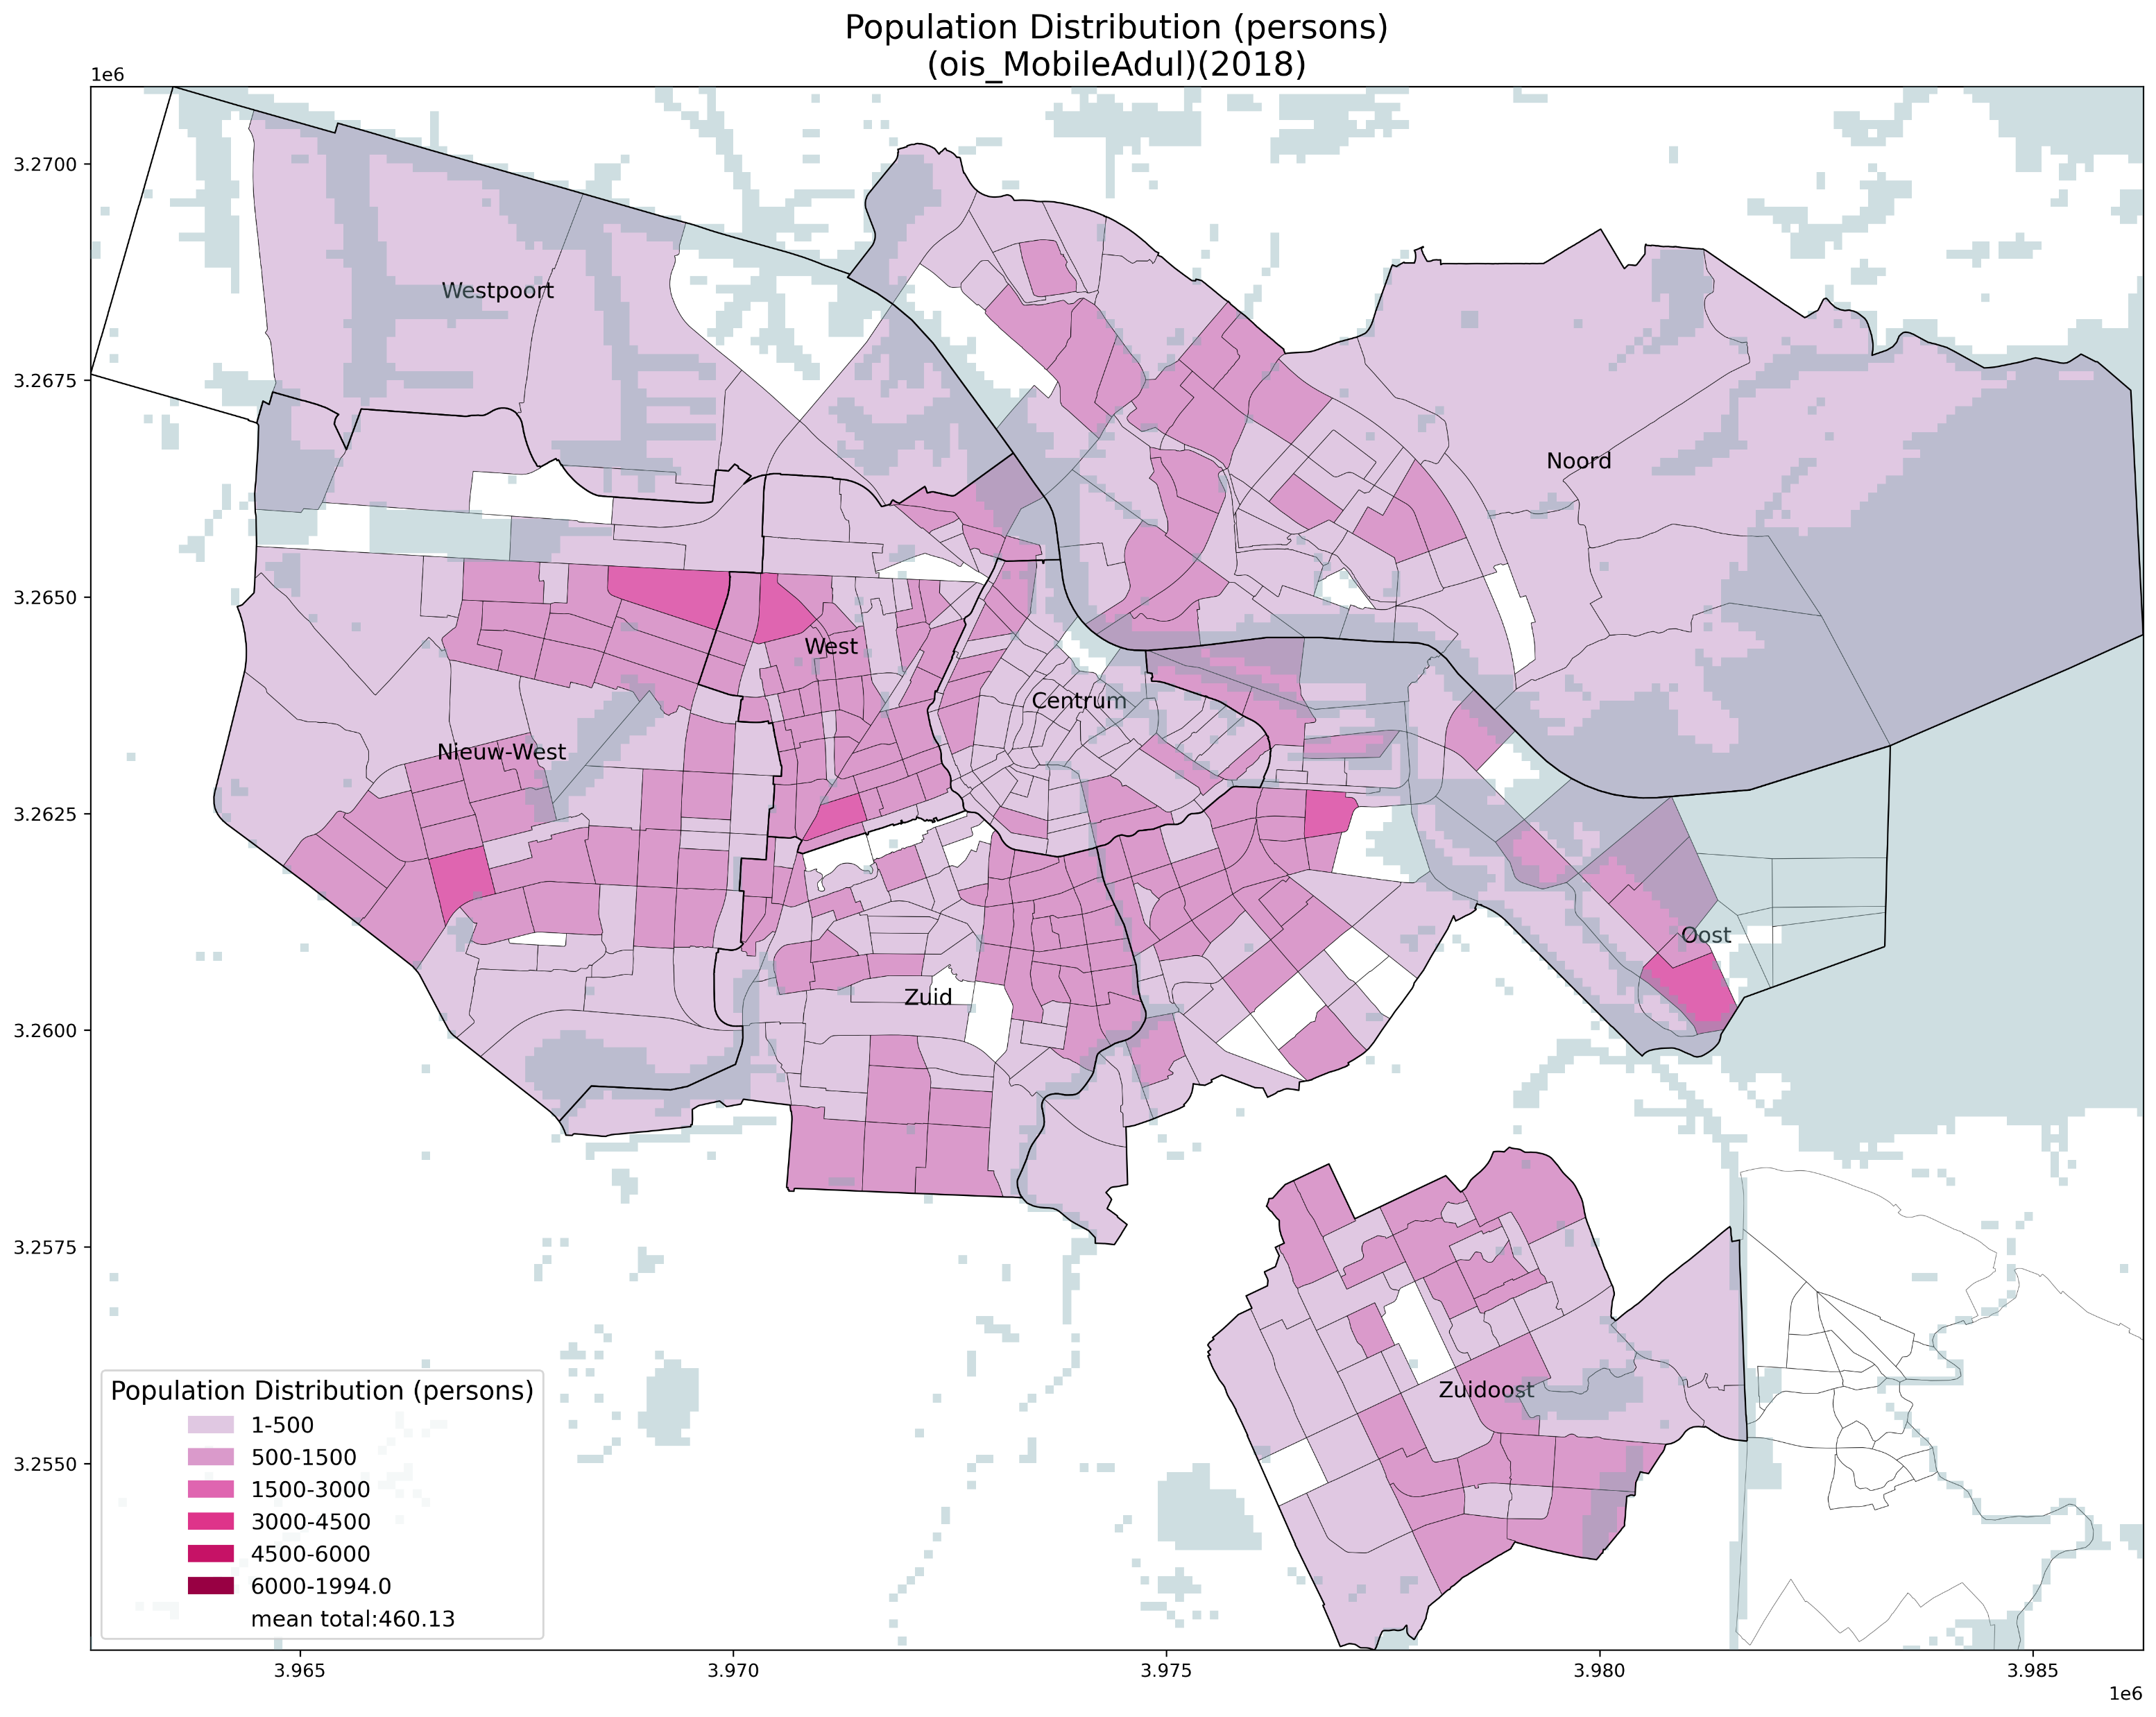 Population Distribution (persons)
(ois_MobileAdul)(2018)
1e6
3.2700
3.2675
3.2650
3.2625
3.2600
3.2575
3.2550
Westpoort
Noord
West
Centrum
Nieuw-West
Oost
Zuid
Zuidoost
Population Distribution (persons)
1-500
500-1500
1500-3000
3000-4500
4500-6000
6000-1994.0
mean total:460.13
3.965
3.970
3.975
3.980
3.985
1e6